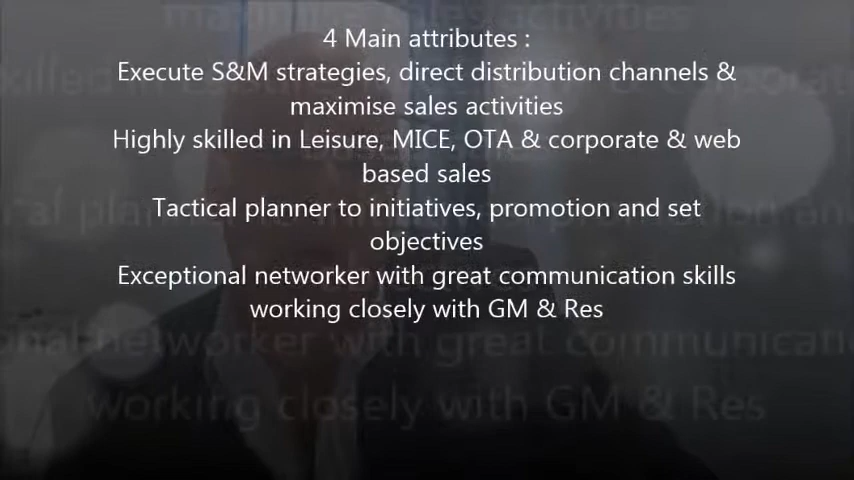 4 Main attributes :
Execute S&M strategies, direct distribution channels &
maximise sales activities
Highly skilled in Leisure, MICE, OTA & corporate & web
based sales
Tactical planner to initiatives, promotion and set
objectives
Exceptional networker with great communication skills
working closely with GM & Res